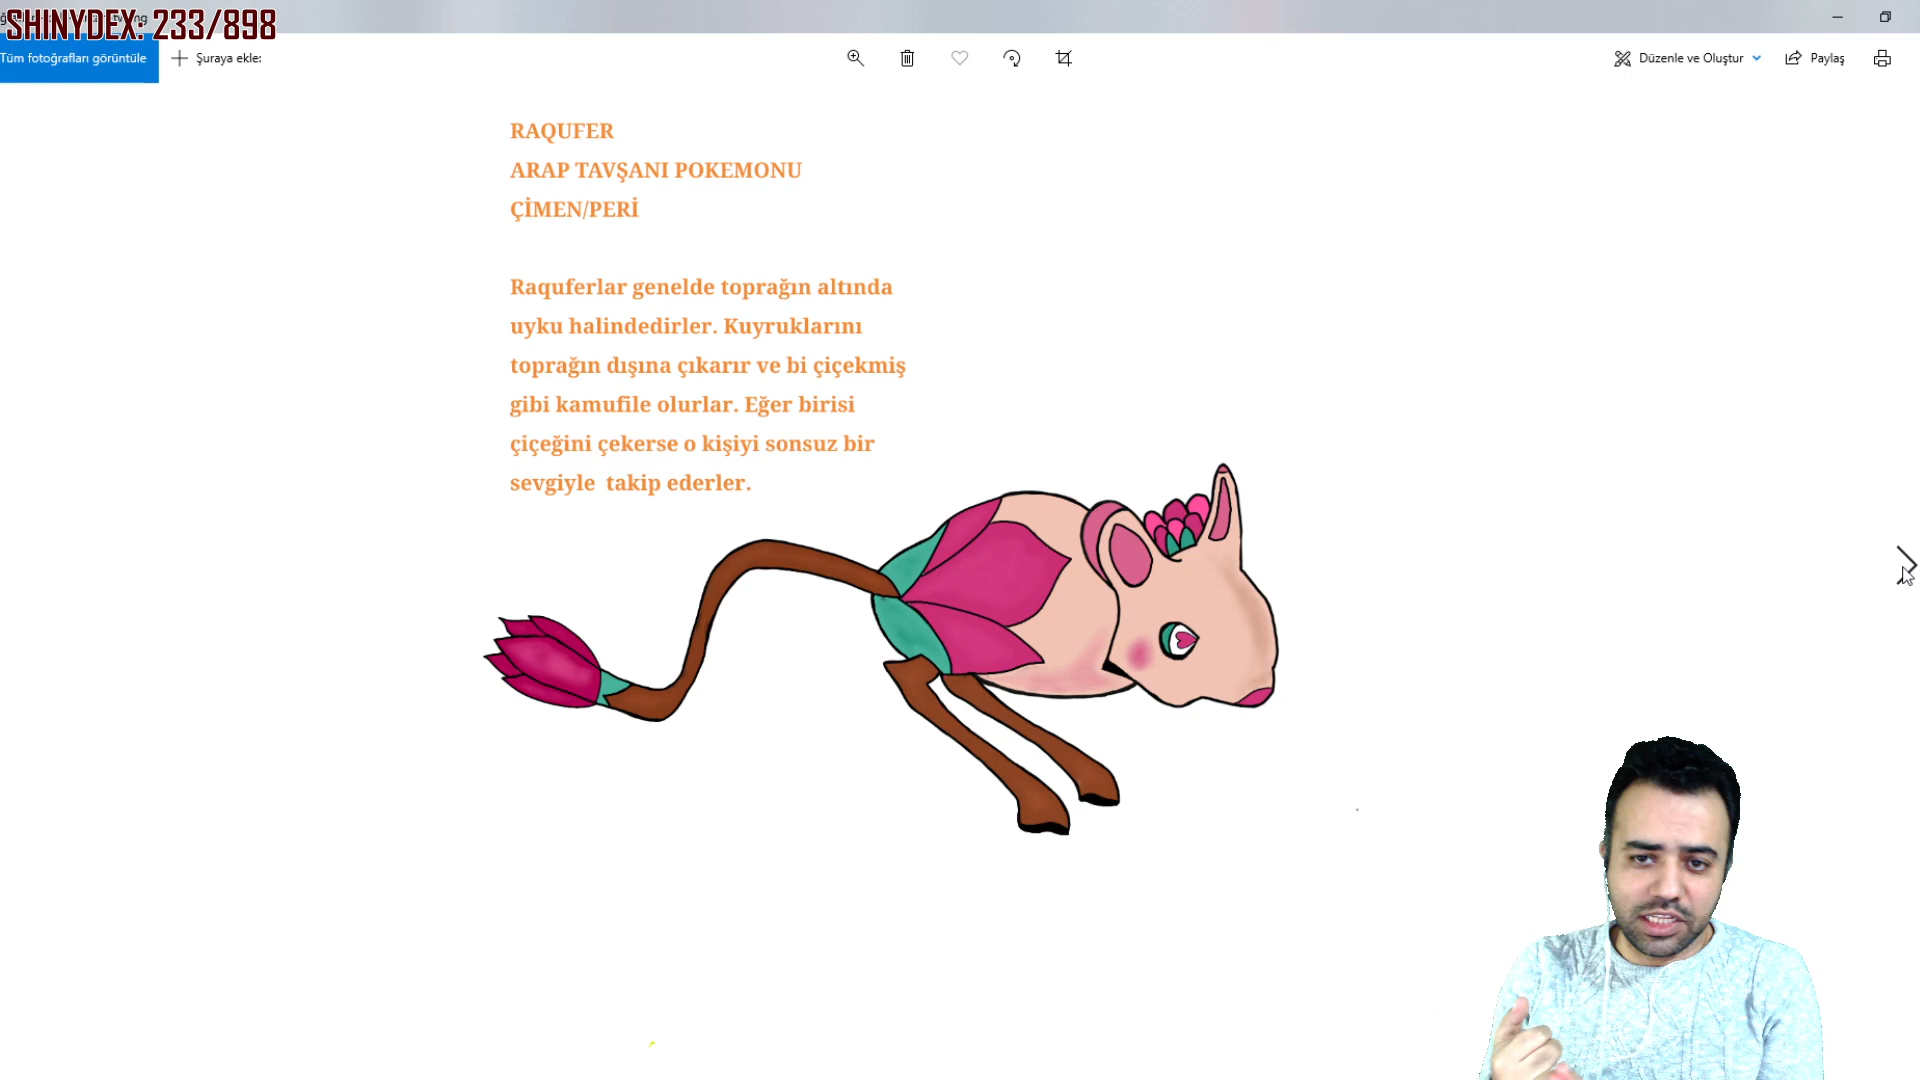 SHINYDEX: 233/898
Tüm fotoğrafları görüntüle
Şuraya ekle:
Düzenle ve Oluştur
Paylaş
RAQUFER
ARAP TAVŞANI POKEMONU
ÇİMEN/PERİ
Raquferlar genelde toprağın altında
uyku halindedirler. Kuyruklarını
toprağın dışına çıkarır ve bi çiçekmiş
gibi kamufile olurlar. Eğer birisi
çiçeğini çekerse o kişiyi sonsuz bir
sevgiyle takip ederler.